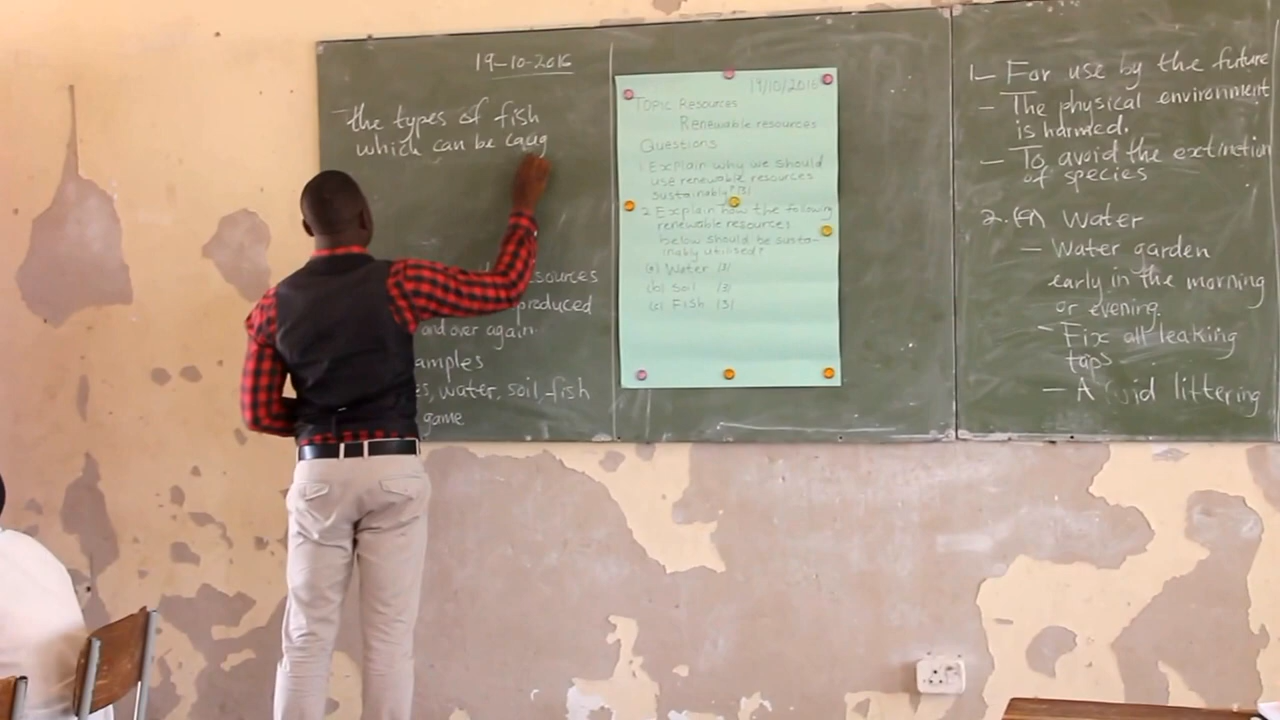 19-10-2016
- the types of fish
which can be caug
esources
produced
and over again.
amples
es, water, soil, fish
game
19/10/2016
TOPIC Resources
Renewable resources
Questions
1. Explain why we should
use renewable resources
sustainably? [3]
2. Explain how the following
renewable resources
below should be susta-
inably utilised?
(a) Water [3]
(b) Soil [3]
(c) Fish [3]
1 - For use by the future
- The physical environment
is harmed.
- To avoid the extinction
of species
2. (a) Water
- Water garden
early in the morning
or evening.
- Fix all leaking
taps
- Avoid littering